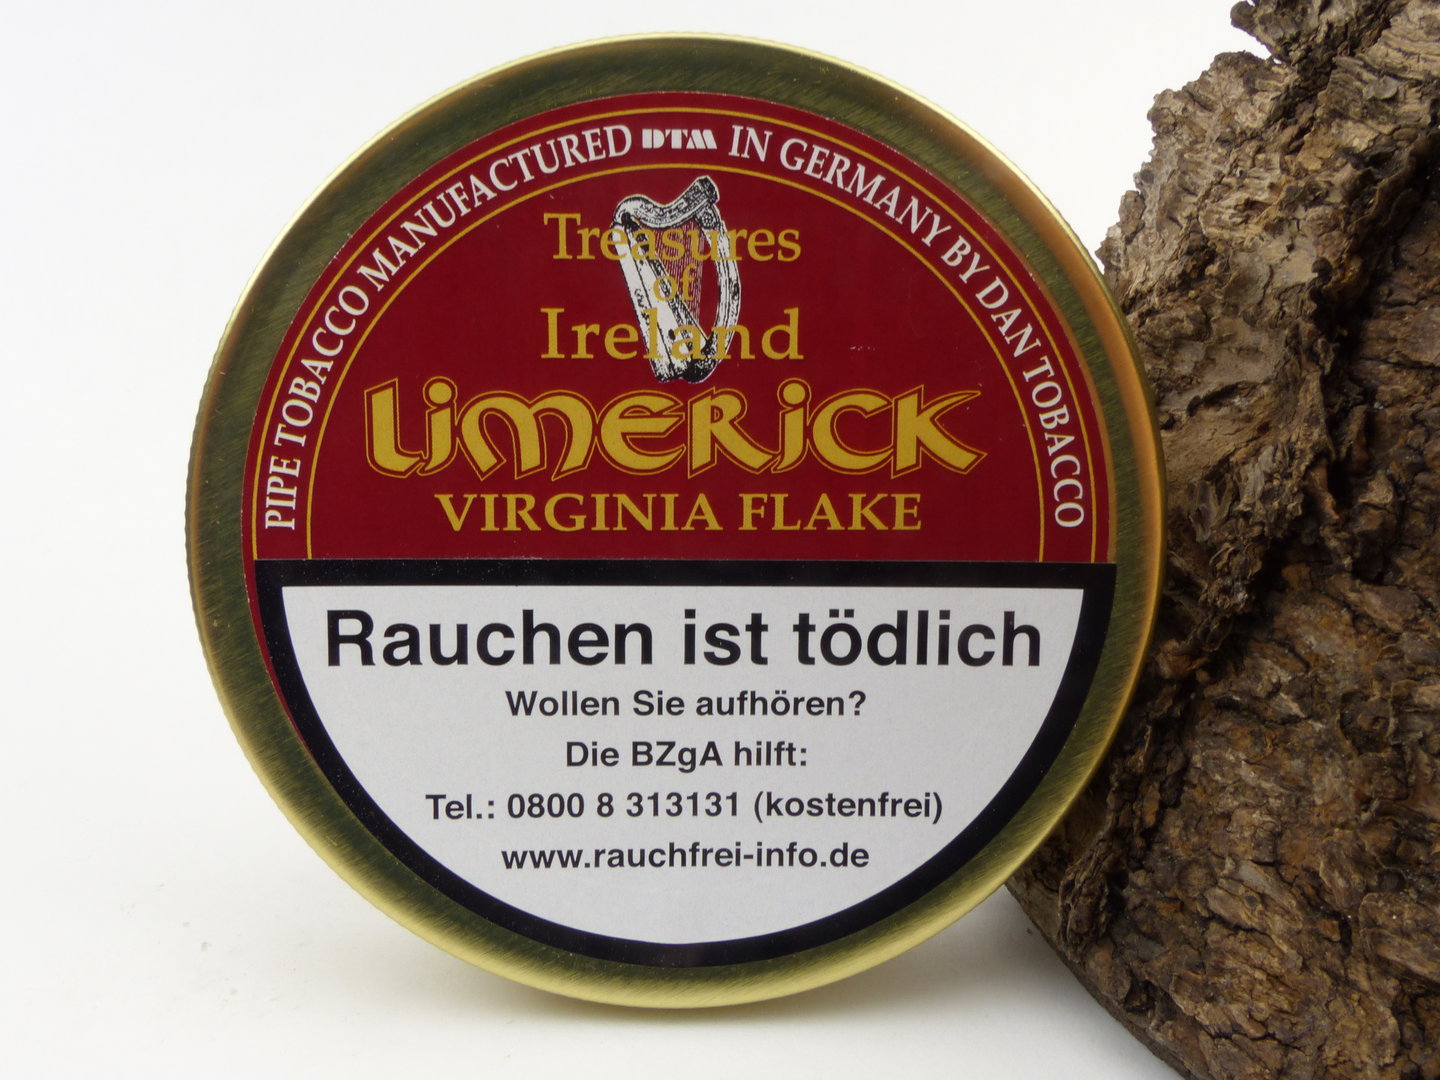 PIPE TOBACCO MANUFACTURED DTM IN GERMANY BY DAN TOBACCO
Treasures
of
Ireland
LiMERiCK
VIRGINIA FLAKE
Rauchen ist tödlich
Wollen Sie aufhören?
Die BZgA hilft:
Tel.: 0800 8 313131 (kostenfrei)
www.rauchfrei-info.de